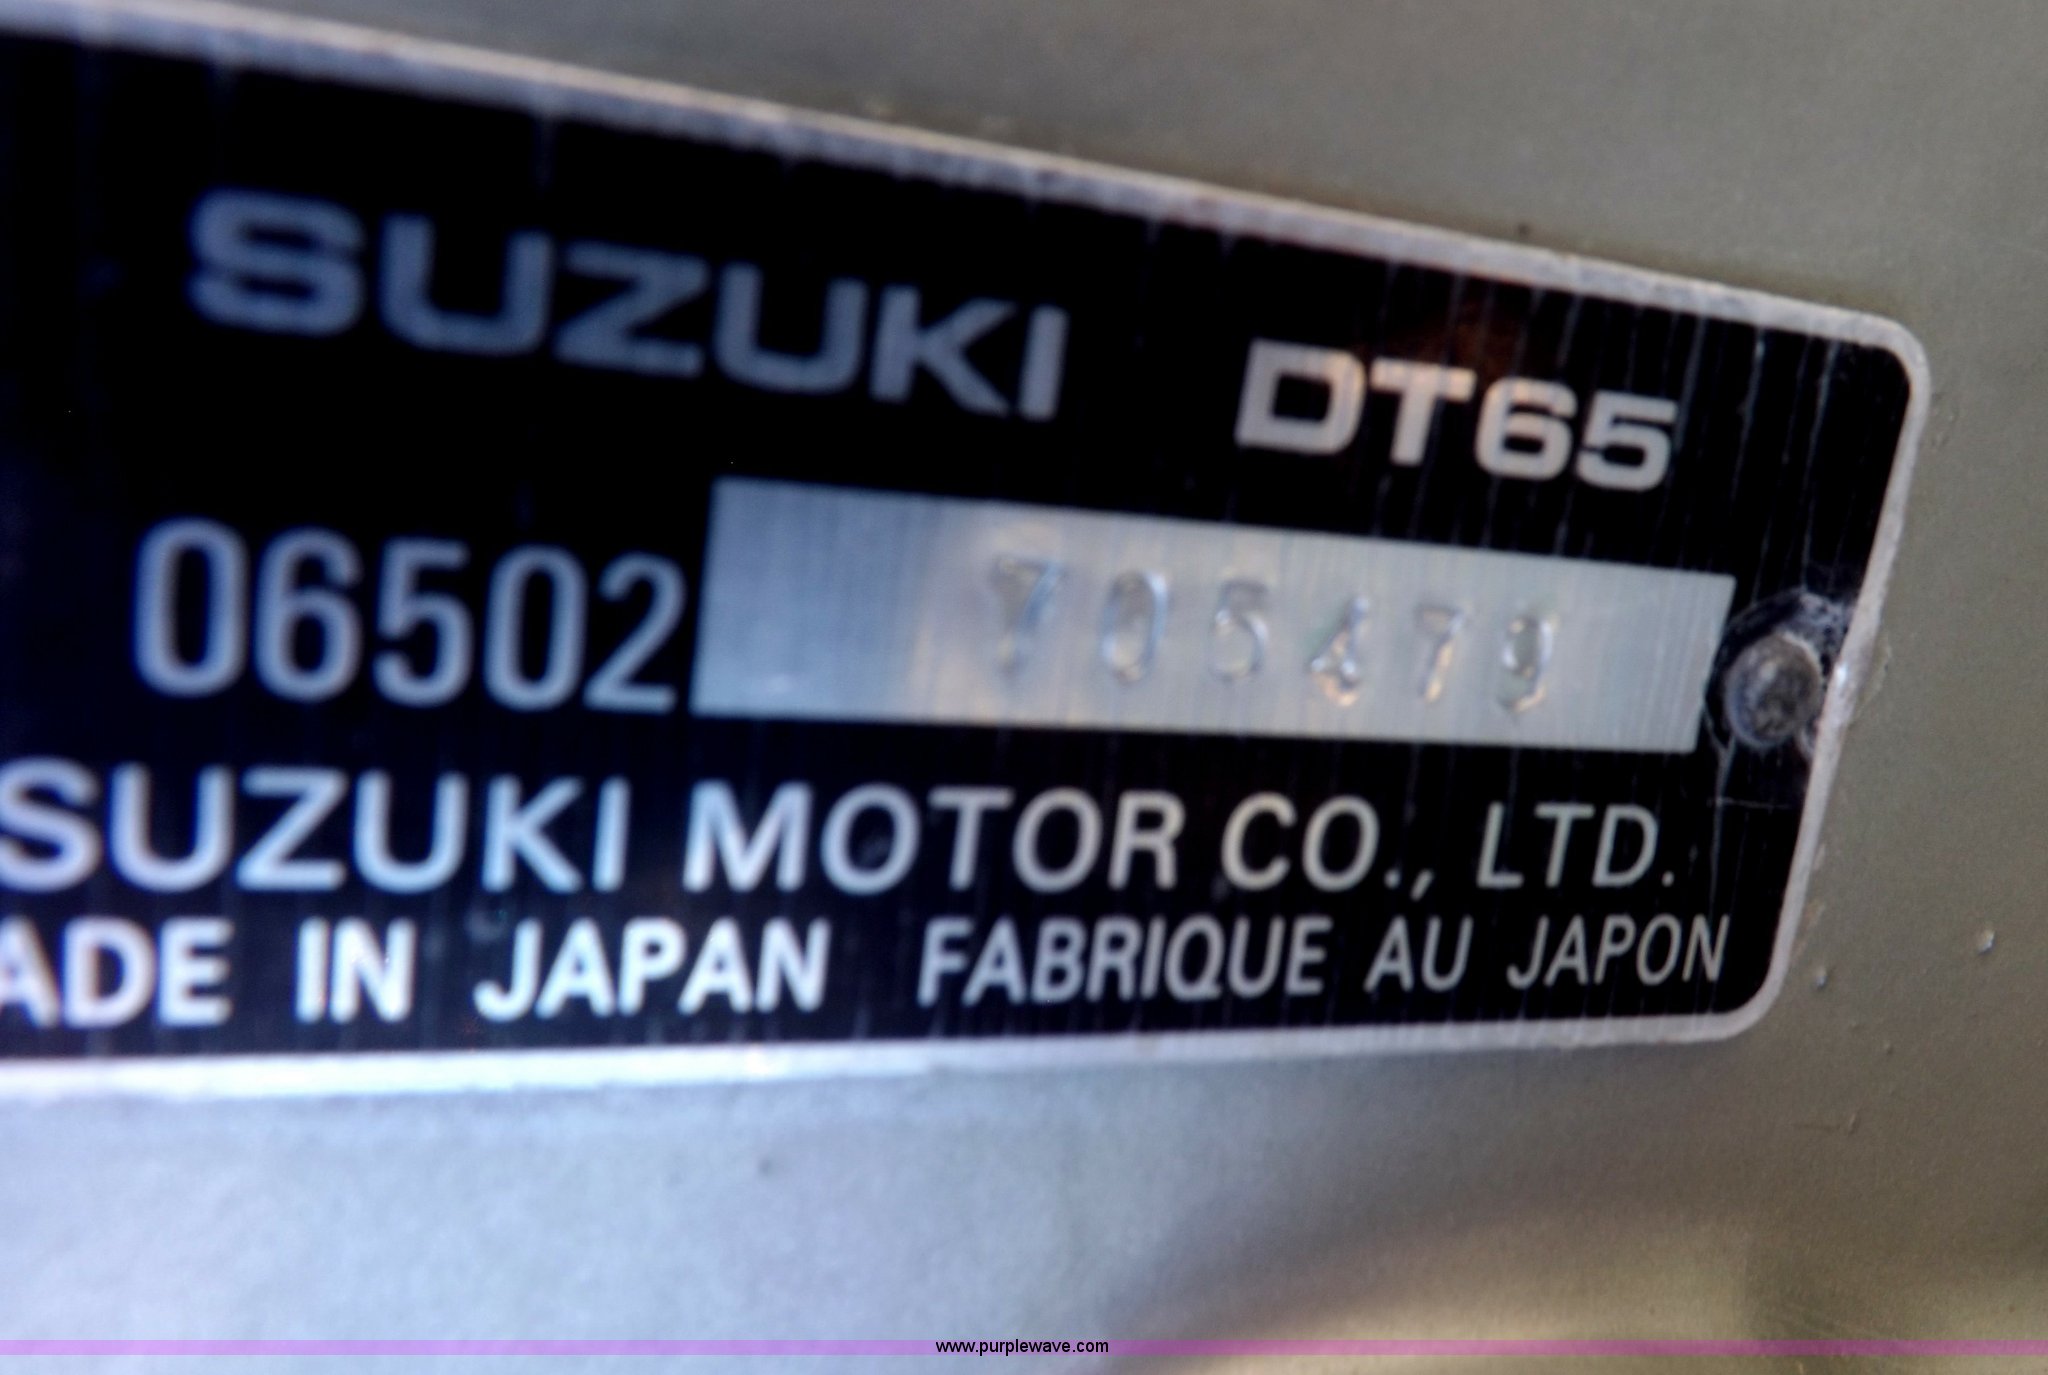 SUZUKI DT65
06502 705479
SUZUKI MOTOR CO., LTD.
ADE IN JAPAN FABRIQUE AU JAPON
www.purplewave.com